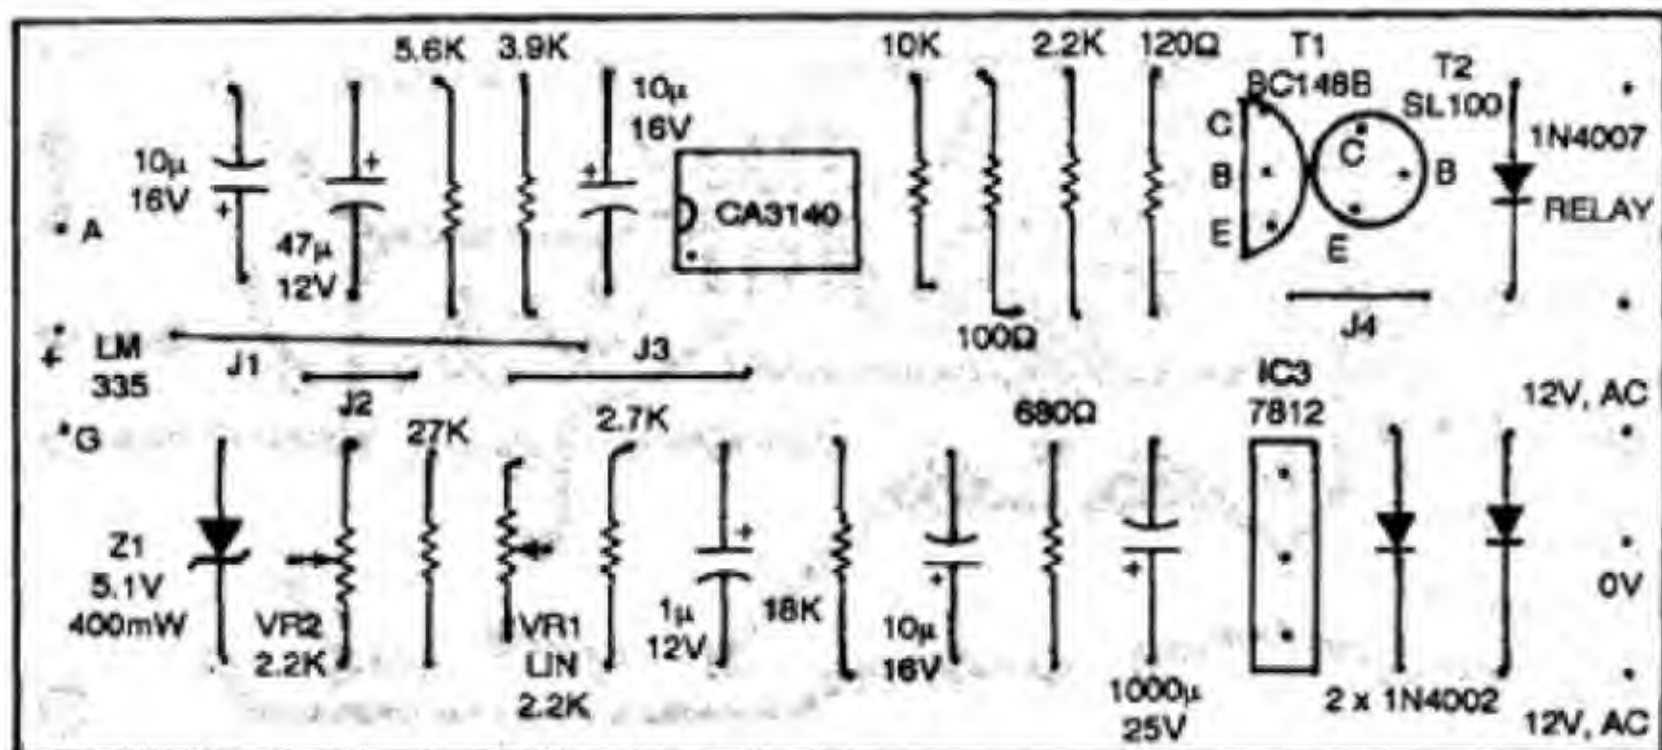 5.6K
3.9K
10K
2.2K
120Ω
T1
BC148B
T2
SL100
10µ
16V
10µ
16V
C
B
E
C
B
E
1N4007
RELAY
CA3140
A
47µ
12V
100Ω
J4
+ LM
335
J1
J2
J3
G
27K
2.7K
680Ω
IC3
7812
12V, AC
Z1
5.1V
400mW
VR2
2.2K
VR1
LIN
2.2K
1µ
12V
18K
10µ
16V
1000µ
25V
2 x 1N4002
0V
12V, AC